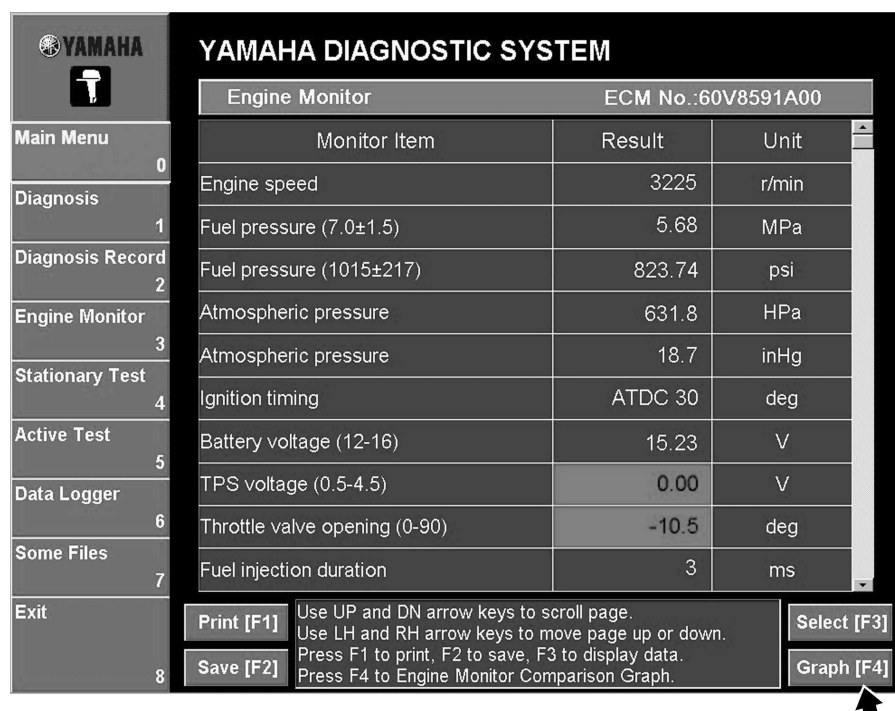 YAMAHA
YAMAHA DIAGNOSTIC SYSTEM
Engine Monitor ECM No.:60V8591A00
Main Menu
0
Diagnosis
1
Diagnosis Record
2
Engine Monitor
3
Stationary Test
4
Active Test
5
Data Logger
6
Some Files
7
Exit
8
Monitor Item Result Unit
Engine speed 3225 r/min
Fuel pressure (7.0±1.5) 5.68 MPa
Fuel pressure (1015±217) 823.74 psi
Atmospheric pressure 631.8 HPa
Atmospheric pressure 18.7 inHg
Ignition timing ATDC 30 deg
Battery voltage (12-16) 15.23 V
TPS voltage (0.5-4.5) 0.00 V
Throttle valve opening (0-90) -10.5 deg
Fuel injection duration 3 ms
Print [F1]
Save [F2]
Use UP and DN arrow keys to scroll page.
Use LH and RH arrow keys to move page up or down.
Press F1 to print, F2 to save, F3 to display data.
Press F4 to Engine Monitor Comparison Graph.
Select [F3]
Graph [F4]